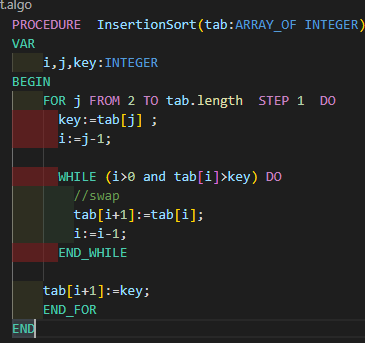 t.algo
PROCEDURE  InsertionSort(tab:ARRAY_OF INTEGER)
VAR
    i,j,key:INTEGER
BEGIN
    FOR j FROM 2 TO tab.length  STEP 1  DO
      key:=tab[j] ;
      i:=j-1;

      WHILE (i>0 and tab[i]>key) DO
        //swap
        tab[i+1]:=tab[i];
        i:=i-1;
      END_WHILE

    tab[i+1]:=key;
    END_FOR
END